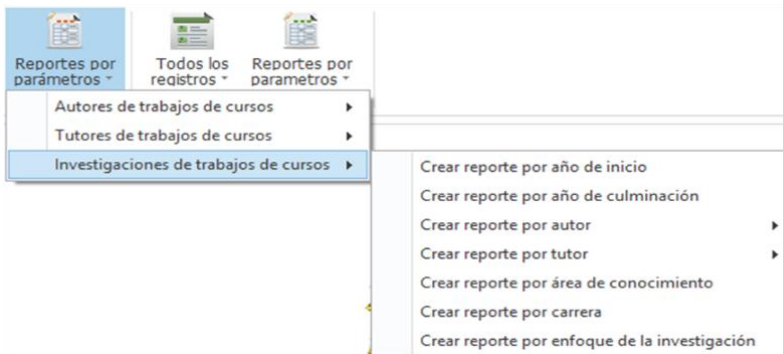 Reportes por
parámetros
Todos los
registros
Reportes por
parametros
Autores de trabajos de cursos
Tutores de trabajos de cursos
Investigaciones de trabajos de cursos
Crear reporte por año de inicio
Crear reporte por año de culminación
Crear reporte por autor
Crear reporte por tutor
Crear reporte por área de conocimiento
Crear reporte por carrera
Crear reporte por enfoque de la investigación